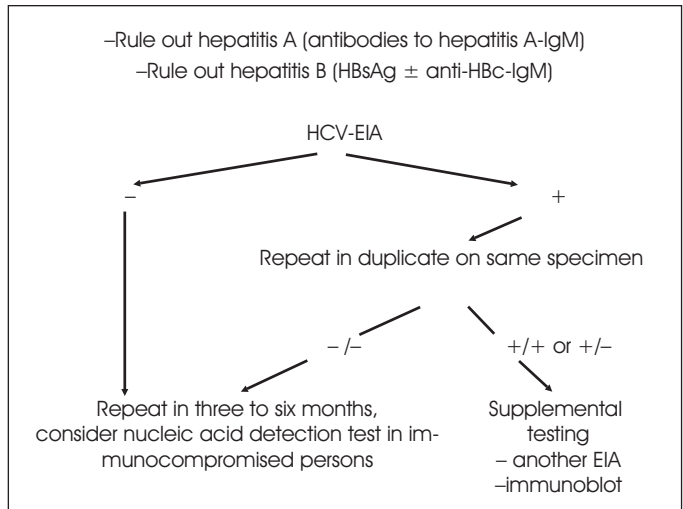 –Rule out hepatitis A (antibodies to hepatitis A-IgM)
–Rule out hepatitis B (HBsAg ± anti-HBc-IgM)
HCV-EIA
–
+
Repeat in duplicate on same specimen
– /–
+/+ or +/–
Repeat in three to six months,
consider nucleic acid detection test in im-
munocompromised persons
Supplemental
testing
– another EIA
–immunoblot